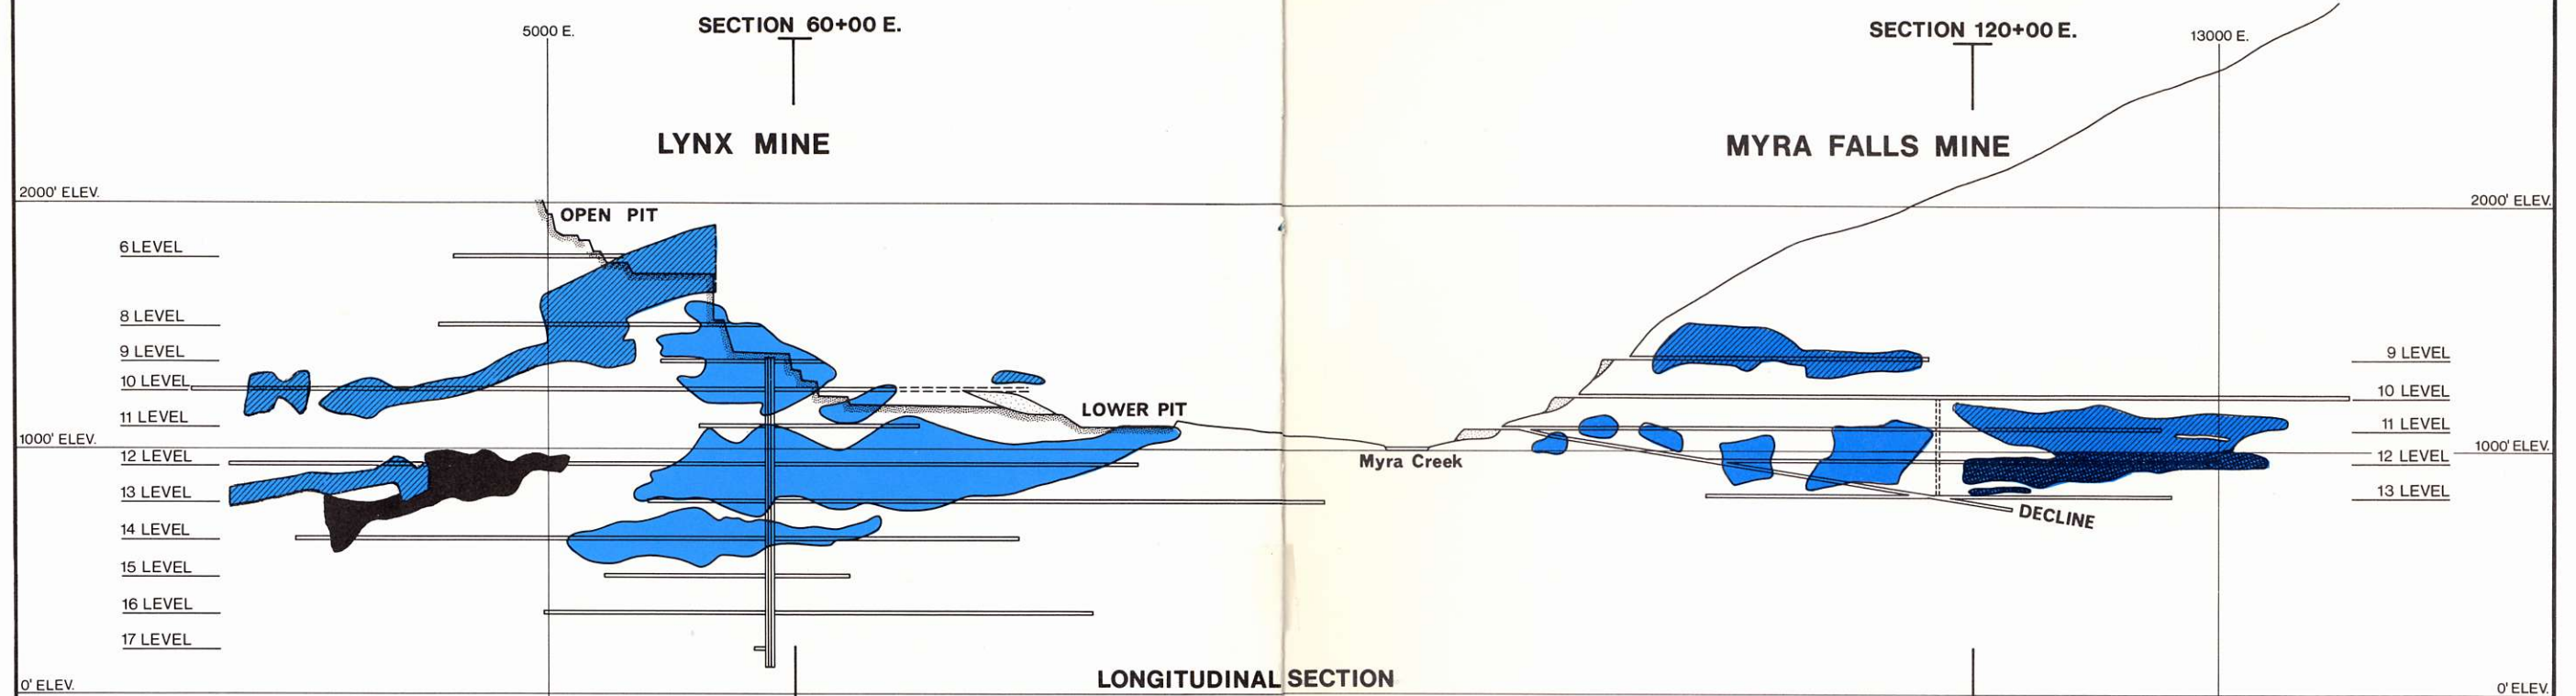 SECTION 60+00 E.
SECTION 120+00 E.
5000 E.
13000 E.
LYNX MINE
MYRA FALLS MINE
2000' ELEV.
2000' ELEV.
OPEN PIT
6 LEVEL
8 LEVEL
9 LEVEL
9 LEVEL
10 LEVEL
10 LEVEL
11 LEVEL
LOWER PIT
11 LEVEL
1000' ELEV.
1000' ELEV.
12 LEVEL
Myra Creek
12 LEVEL
13 LEVEL
13 LEVEL
DECLINE
14 LEVEL
15 LEVEL
16 LEVEL
17 LEVEL
LONGITUDINAL SECTION
0' ELEV.
0' ELEV.